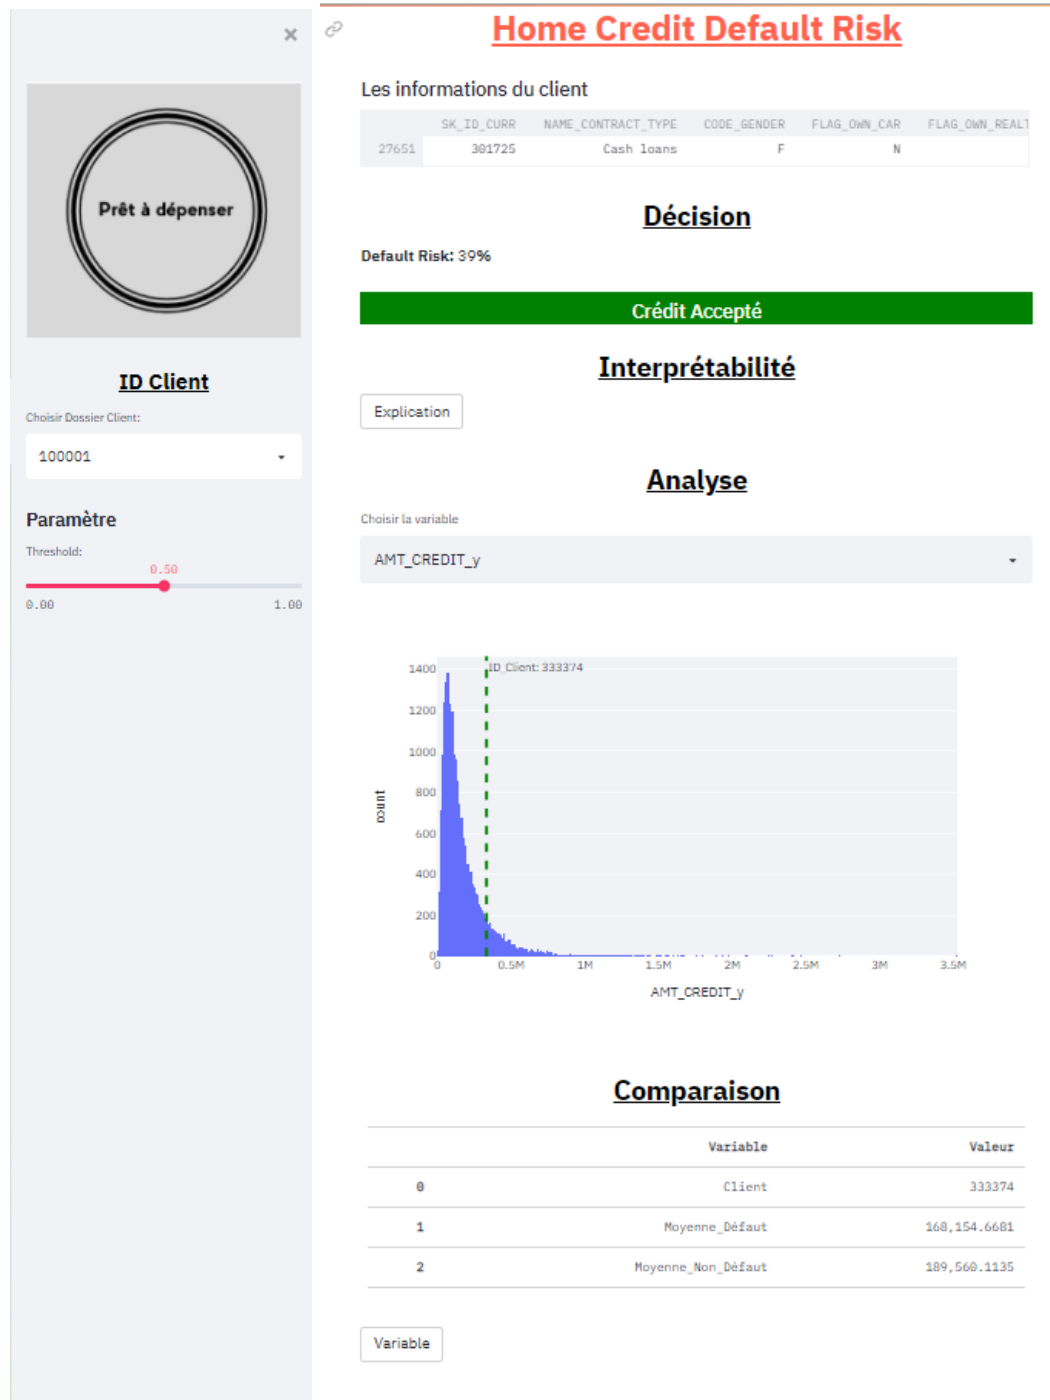 ×
Prêt à dépenser
ID Client
Choisir Dossier Client:
100001
Paramètre
Threshold:
0.50
0.00 1.00
Home Credit Default Risk
Les informations du client
SK_ID_CURR NAME_CONTRACT_TYPE CODE_GENDER FLAG_OWN_CAR FLAG_OWN_REALT
27651 301725 Cash loans F N
Décision
Default Risk: 39%
Crédit Accepté
Interprétabilité
Explication
Analyse
Choisir la variable
AMT_CREDIT_y
ID_Client: 333374
1400
1200
1000
800
600
400
200
0
count
0 0.5M 1M 1.5M 2M 2.5M 3M 3.5M
AMT_CREDIT_y
Comparaison
Variable Valeur
0 Client 333374
1 Moyenne_Défaut 168,154.6681
2 Moyenne_Non_Défaut 189,560.1135
Variable